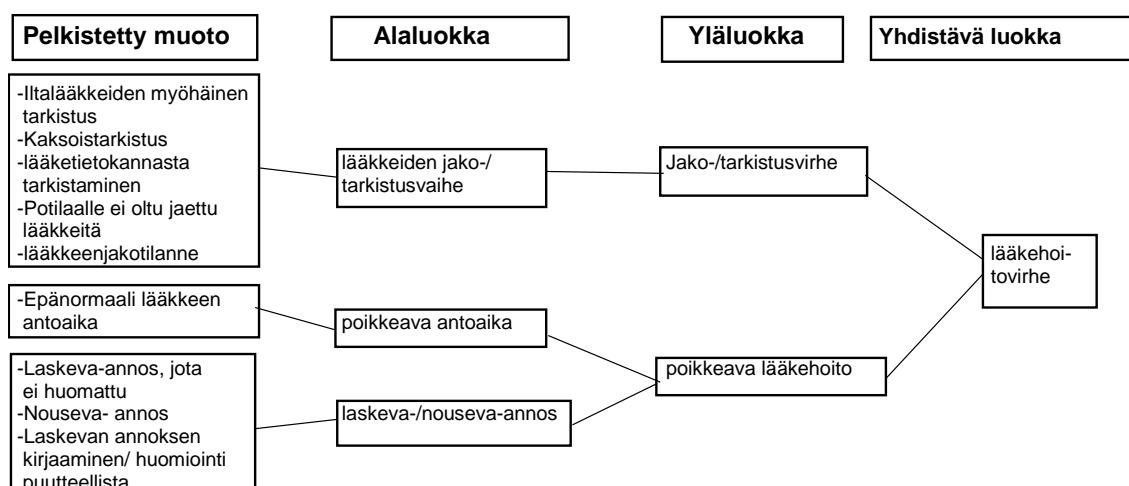 Pelkistetty muoto
Alaluokka
Yläluokka
Yhdistävä luokka
-Iltalääkkeiden myöhäinen
tarkistus
-Kaksoistarkistus
-lääketietokannasta
tarkistaminen
-Potilaalle ei oltu jaettu
lääkkeitä
-lääkkeenjakotilanne
lääkkeiden jako-/
tarkistusvaihe
Jako-/tarkistusvirhe
lääkehoi-
tovirhe
-Epänormaali lääkkeen
antoaika
poikkeava antoaika
poikkeava lääkehoito
-Laskeva-annos, jota
ei huomattu
-Nouseva- annos
-Laskevan annoksen
kirjaaminen/ huomiointi
puutteellista
laskeva-/nouseva-annos